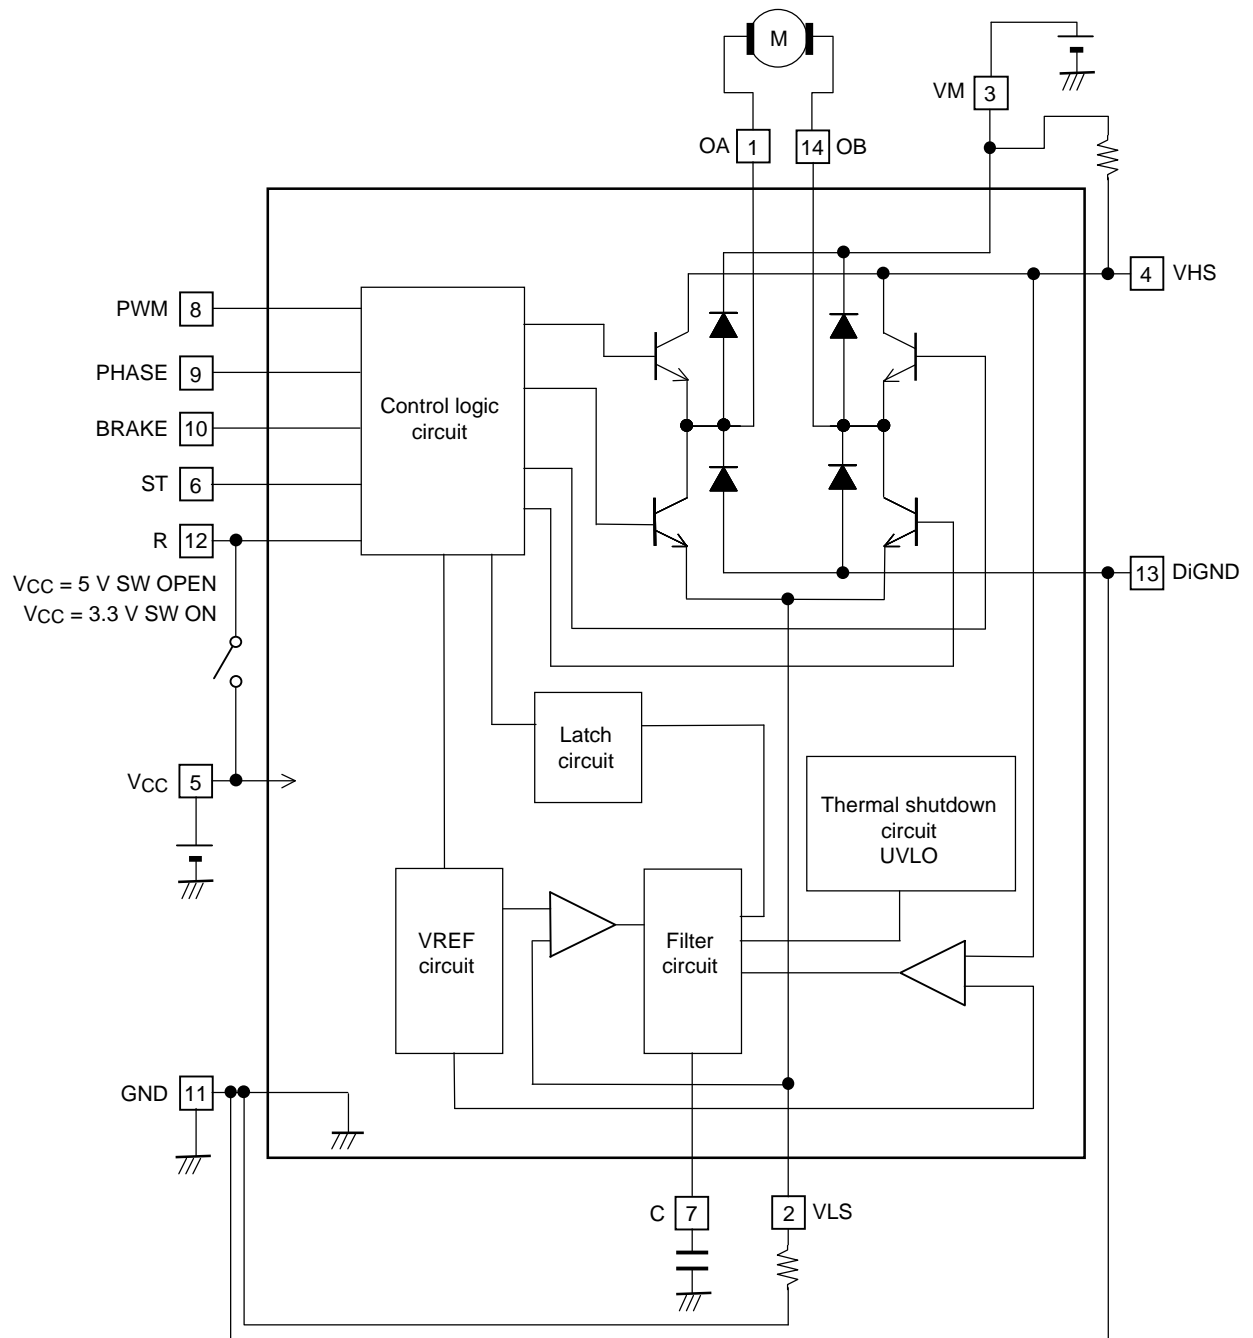 M
VM 3
OA 1
14 OB
4 VHS
PWM 8
PHASE 9
BRAKE 10
ST 6
R 12
Control logic
circuit
VCC = 5 V SW OPEN
VCC = 3.3 V SW ON
13 DiGND
Latch
circuit
VCC 5
Thermal shutdown
circuit
UVLO
VREF
circuit
Filter
circuit
GND 11
C 7
2 VLS